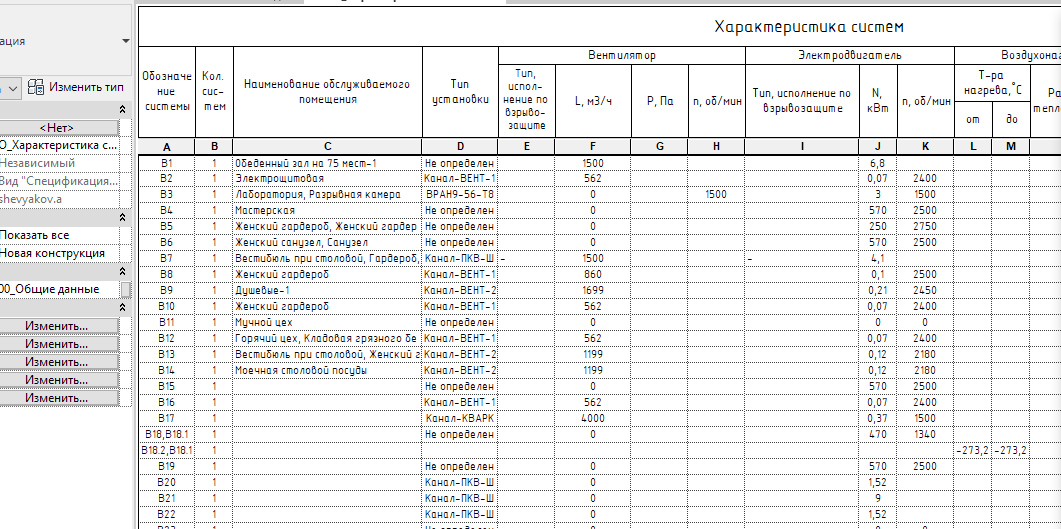 Характеристика систем
ация
Изменить тип
<Нет>
О_Характеристика с...
Независимый
Вид "Спецификация...
shevyakov.a
Показать все
Новая конструкция
00_Общие данные
Изменить...
Изменить...
Изменить...
Изменить...
Изменить...
Обозначе
ние
системы
Кол.
сис-
тем
Наименование обслуживаемого
помещения
Тип
установки
Вентилятор
Электродвигатель
Воздухонаг
Тип,
испол-
нение по
взрыво-
защите
L, м3/ч
P, Па
n, об/мин
Тип, исполнение по
взрывозащите
N,
кВт
n, об/мин
Т-ра
нагрева,°С
от до
Ра
тепл
A B C D E F G H I J K L M
В1 1 Обеденный зал на 75 мест-1 Не определен 1500 6,8
В2 1 Электрощитовая Канал-ВЕНТ-1 562 0,07 2400
В3 1 Лаборатория, Разрывная камера ВРАН9-56-Т8 0 1500 3 1500
В4 1 Мастерская Не определен 0 570 2500
В5 1 Женский гардероб, Женский гардер Не определен 0 250 2750
В6 1 Женский санузел, Санузел Не определен 0 570 2500
В7 1 Вестибюль при столовой, Гардероб, Канал-ПКВ-Ш - 1500 - 4,1
В8 1 Женский гардероб Канал-ВЕНТ-1 860 0,1 2500
В9 1 Душевые-1 Канал-ВЕНТ-2 1699 0,21 2450
В10 1 Женский гардероб Канал-ВЕНТ-1 562 0,07 2400
В11 1 Мучной цех Не определен 0 0 0
В12 1 Горячий цех, Кладовая грязного бе Канал-ВЕНТ-1 562 0,07 2400
В13 1 Вестибюль при столовой, Женский г Канал-ВЕНТ-2 1199 0,12 2180
В14 1 Моечная столовой посуды Канал-ВЕНТ-2 1199 0,12 2180
В15 1 Не определен 0 570 2500
В16 1 Канал-ВЕНТ-1 562 0,07 2400
В17 1 Канал-КВАРК 4000 0,37 1500
В18,В18.1 1 Не определен 0 470 1340
В18.2,В18.1 1 -273,2 -273,2
В19 1 Не определен 0 570 2500
В20 1 Канал-ПКВ-Ш 0 1,52
В21 1 Канал-ПКВ-Ш 0 9
В22 1 Канал-ПКВ-Ш 0 1,52